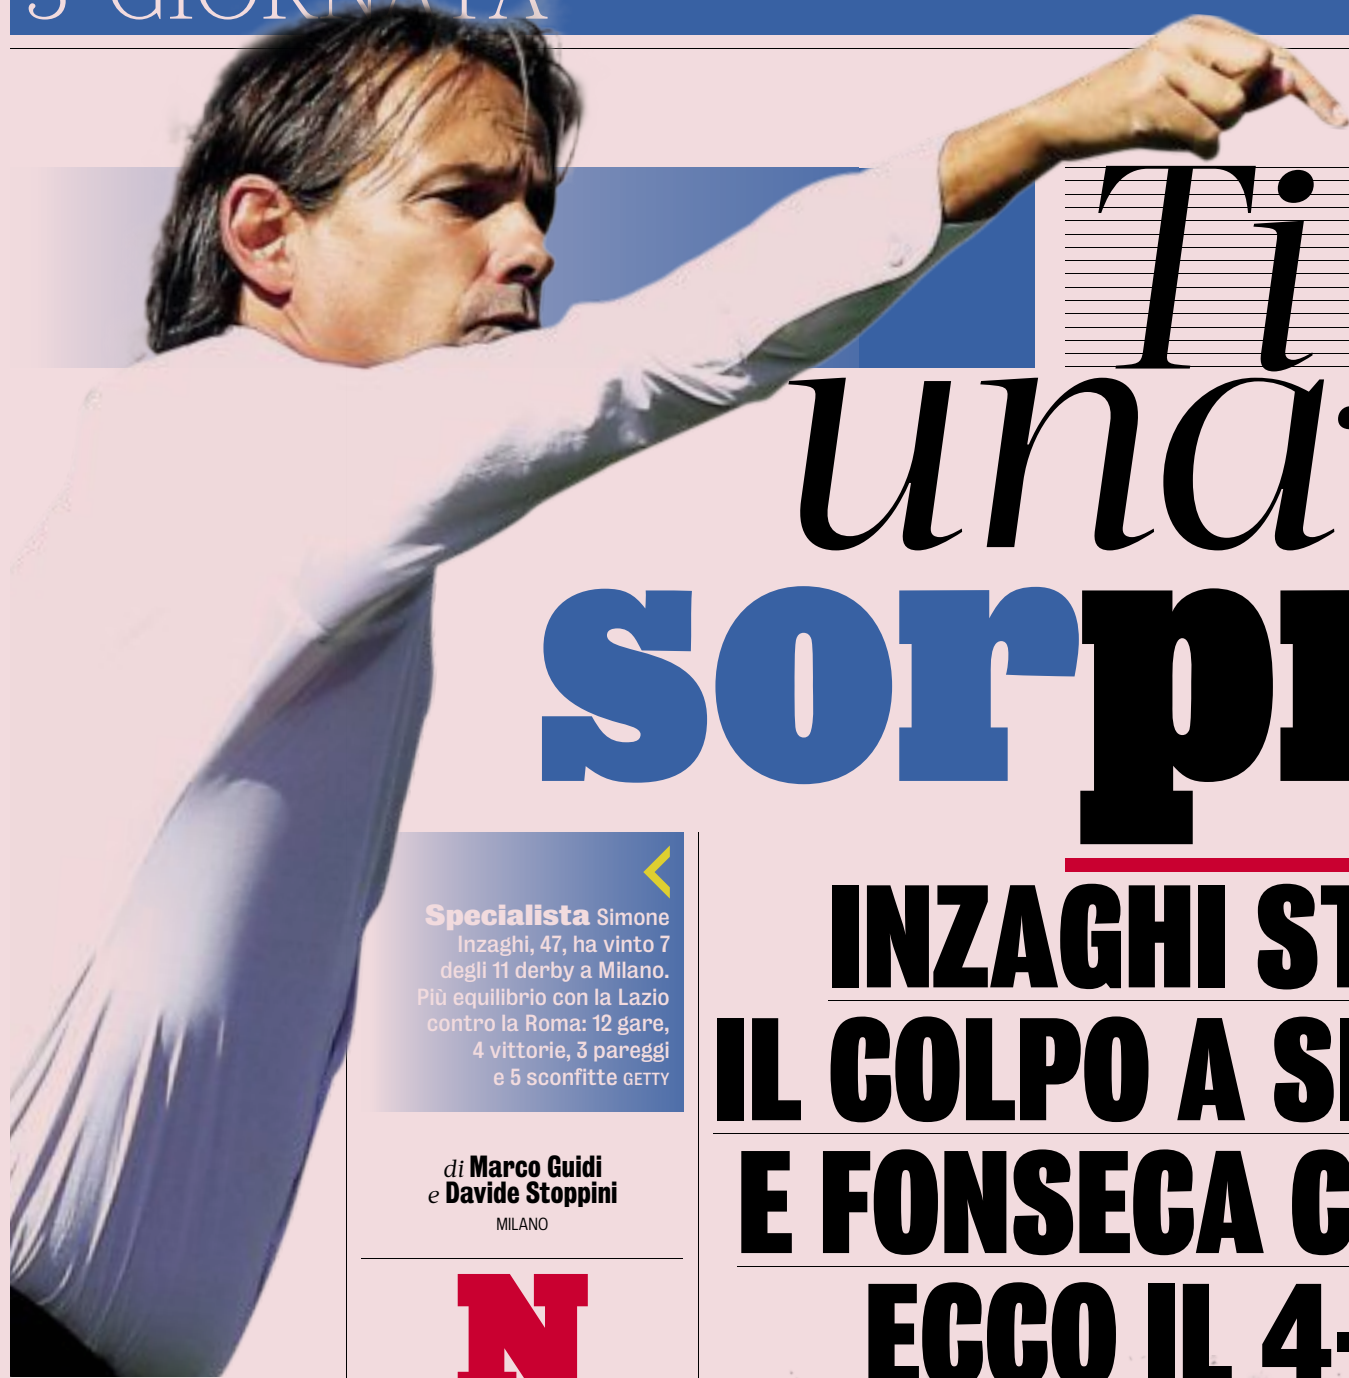 GIORNATA
Ti
una
sorpr
INZAGHI ST
IL COLPO A S
E FONSECA C
ECCO IL 4-
Specialista Simone
Inzaghi, 47, ha vinto 7
degli 11 derby a Milano.
Più equilibrio con la Lazio
contro la Roma: 12 gare,
4 vittorie, 3 pareggi
e 5 sconfitte GETTY
di Marco Guidi
e Davide Stoppini
MILANO
N